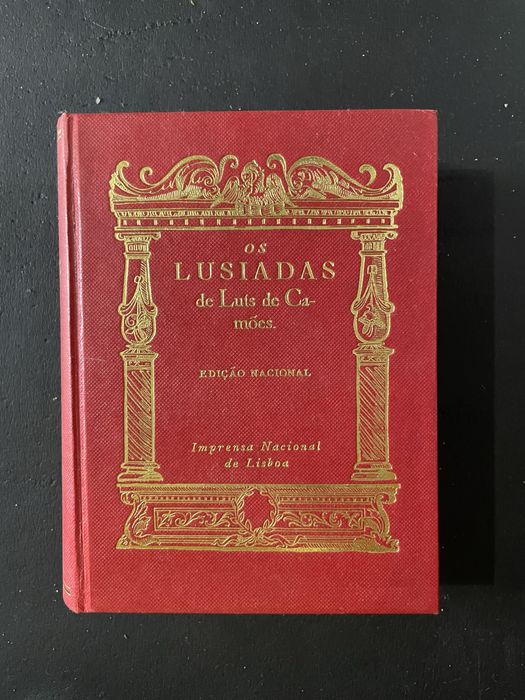 OS
LUSIADAS
de Luis de Ca-
mões.
EDIÇÃO NACIONAL
Imprensa Nacional
de Lisboa